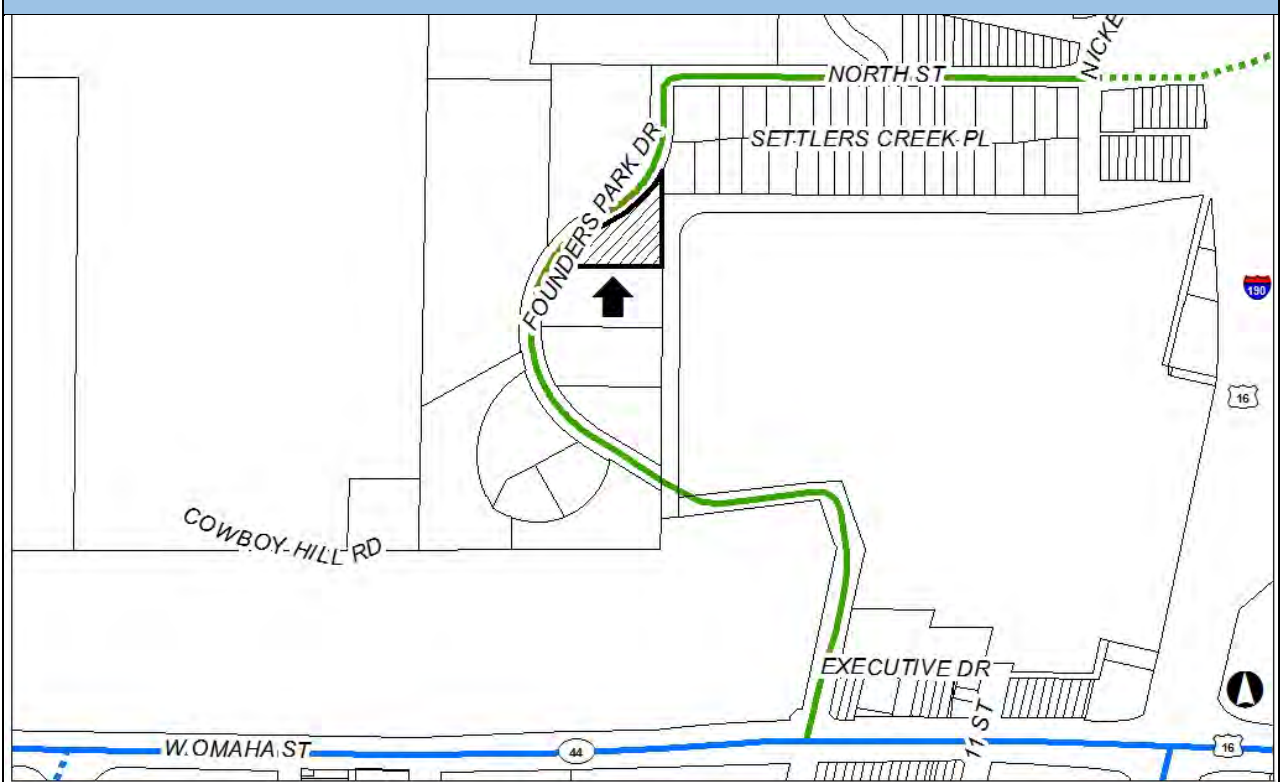 NICKE
NORTH ST
SETTLERS CREEK PL
FOUNDERS PARK DR
190
16
COWBOY HILL RD
EXECUTIVE DR
11 ST
W. OMAHA ST
44
16